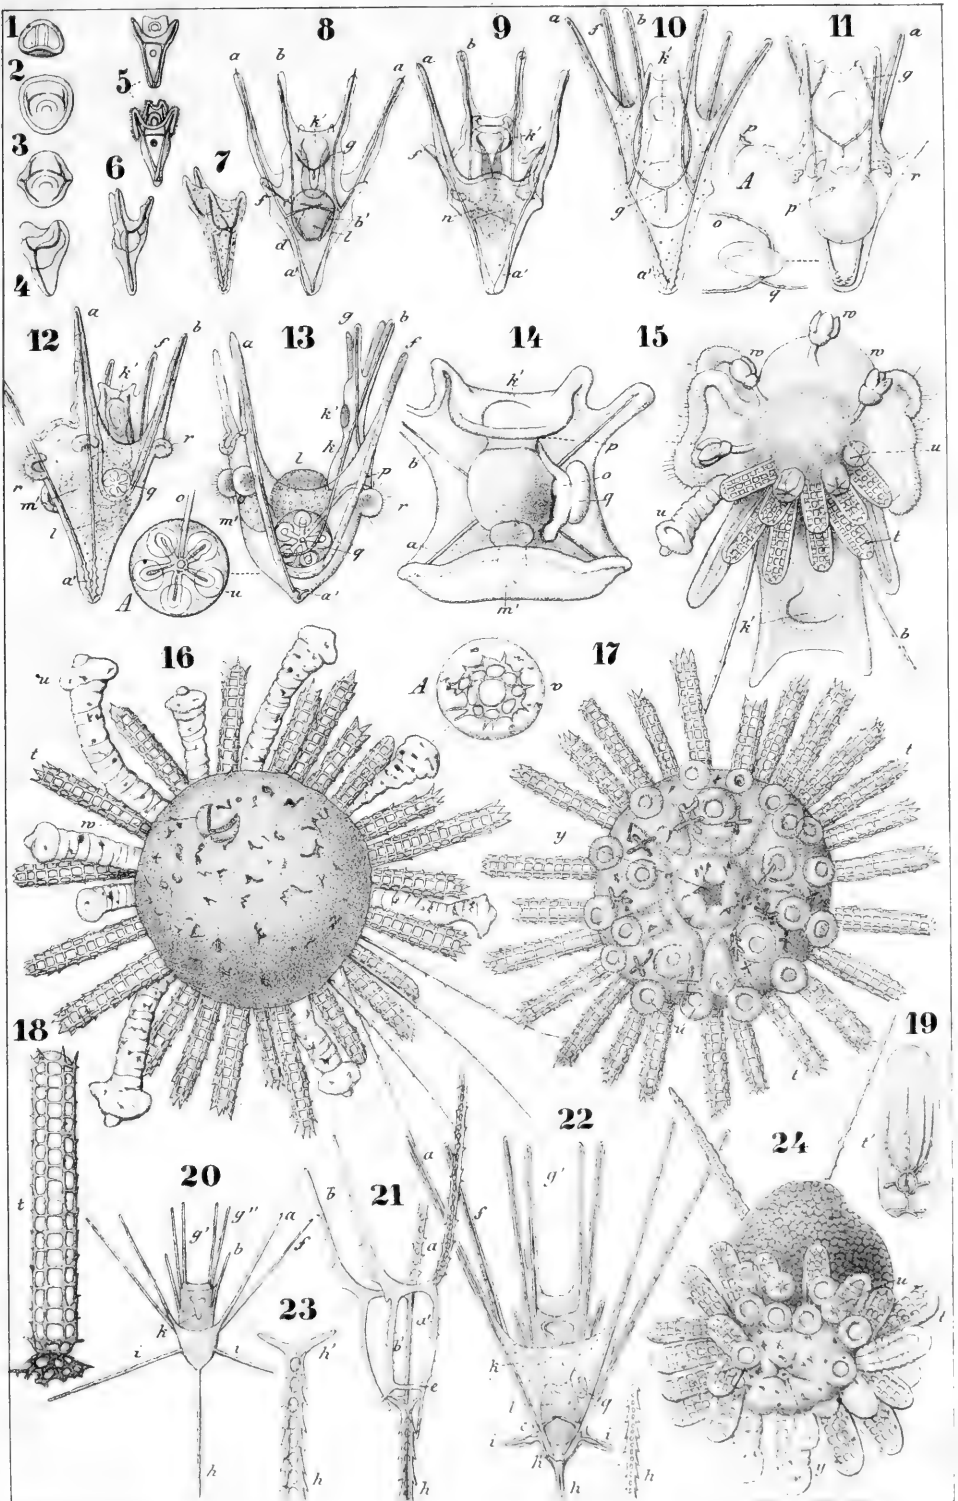 1
2
3
4
5
6
7
8
a b a
k'
g
f
b'
d l
a'
9
a b
k'
f
n
a'
10
a f b
k'
g
a'
11
a
g
p
A
r
p
o
q
12
a
k'
f b
r
r
m
q
l
a'
o
A
u
13
a
g b
f
k'
k
l
p
r
m'
q
a'
14
k'
p
b
o
q
a
m'
15
w
w w
u
u
t
k'
b
16
u
t
w
A v
17
t
y
u
t
18
t
19
t'
20
g' g'' a
b f
k
i i
h
21
b
a
a
a'
b'
e
h
22
g'
f
k
l q
i i
h
h
h
23
h'
h
24
u
t
y